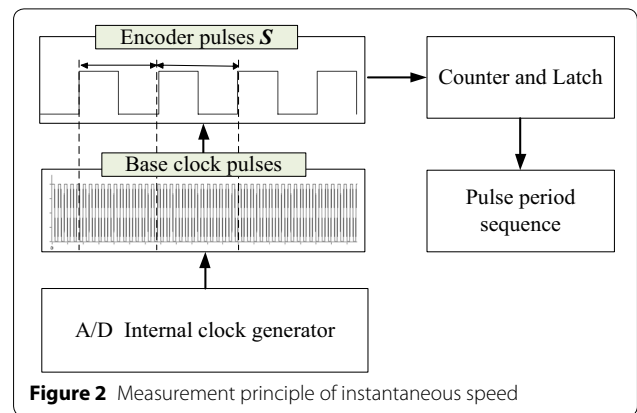 Encoder pulses S
Counter and Latch
Base clock pulses
Pulse period
sequence
A/D Internal clock generator
Figure 2 Measurement principle of instantaneous speed